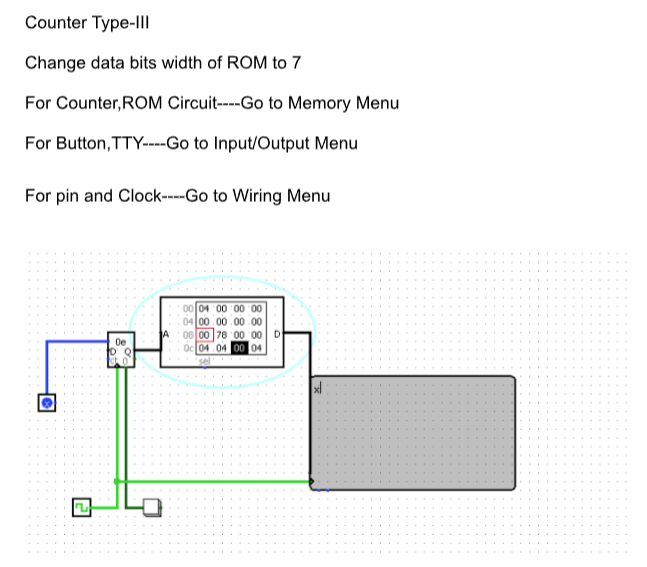 Counter Type-III
Change data bits width of ROM to 7
For Counter,ROM Circuit----Go to Memory Menu
For Button,TTY----Go to Input/Output Menu
For pin and Clock----Go to Wiring Menu
00 04 00 00 00
04 00 00 00 00
0e
A
08 00 78 00 00
D
D Q
0c 04 04 00 04
0
sel
x